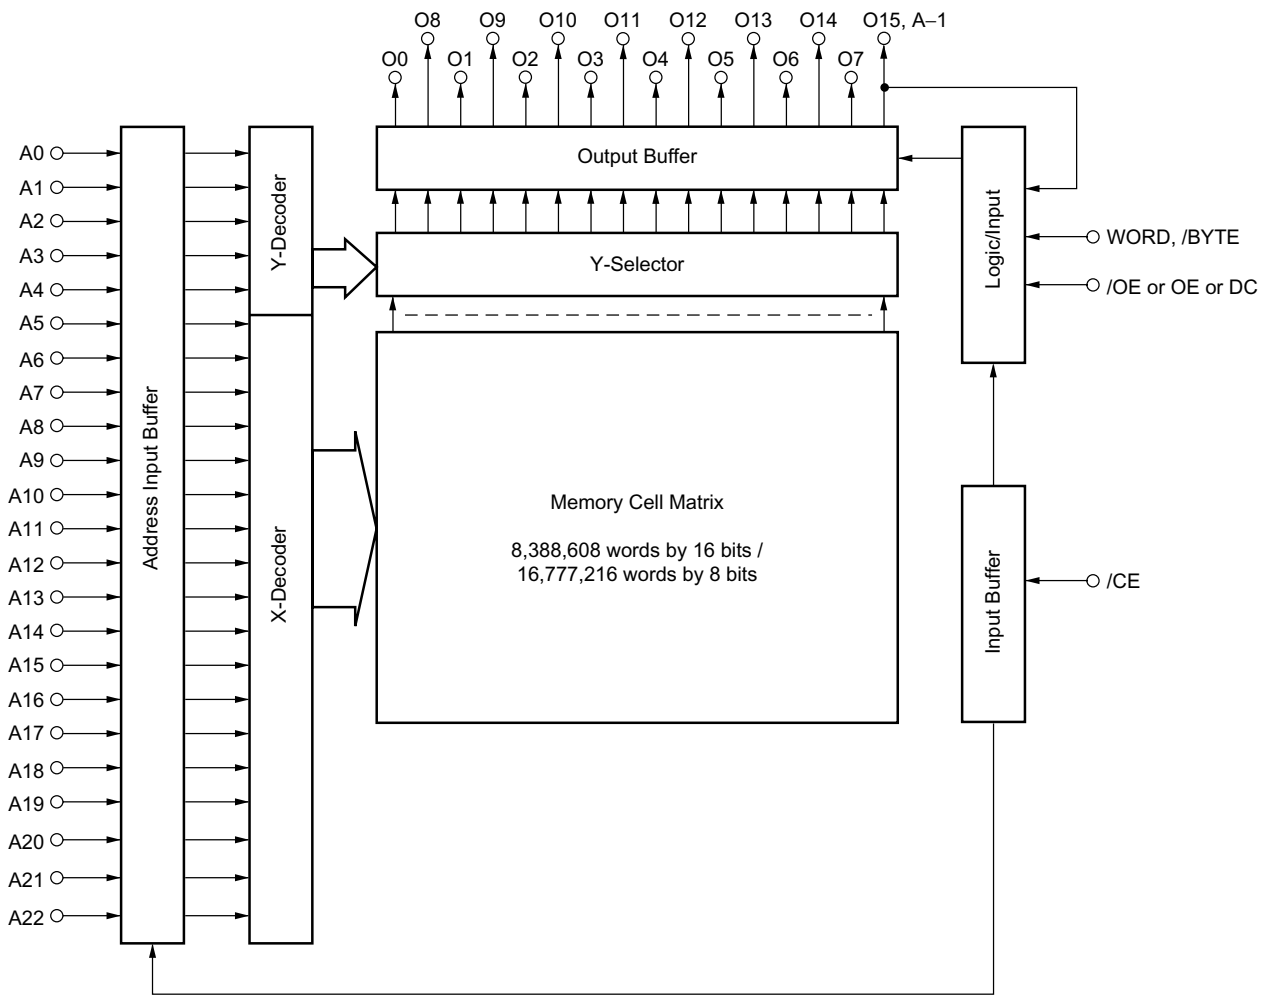 O8 O9 O10 O11 O12 O13 O14 O15, A–1
O0 O1 O2 O3 O4 O5 O6 O7
A0
A1
A2
A3
A4
A5
A6
A7
A8
A9
A10
A11
A12
A13
A14
A15
A16
A17
A18
A19
A20
A21
A22
Address Input Buffer
Y-Decoder
X-Decoder
Output Buffer
Y-Selector
Memory Cell Matrix
8,388,608 words by 16 bits /
16,777,216 words by 8 bits
Logic/Input
WORD, /BYTE
/OE or OE or DC
Input Buffer
/CE